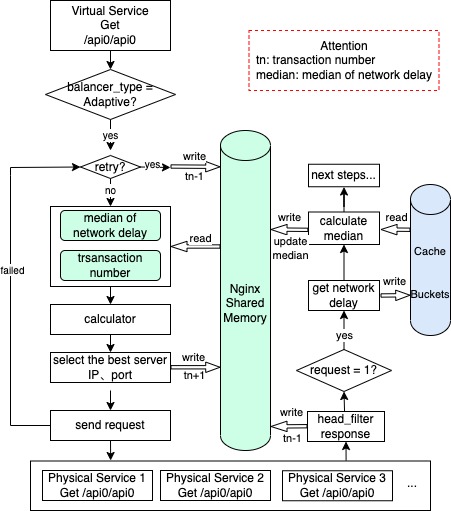 Virtual Service
Get
/api0/api0
Attention
tn: transaction number
median: median of network delay
balancer_type =
Adaptive?
yes
retry?
yes
write
tn-1
no
median of
network delay
trsansaction
number
read
failed
calculator
select the best server
IP、port
write
tn+1
send request
Nginx
Shared
Memory
next steps...
write
update
median
calculate
median
read
Cache
Buckets
get network
delay
write
yes
request = 1?
write
tn-1
head_filter
response
Physical Service 1
Get /api0/api0
Physical Service 2
Get /api0/api0
Physical Service 3
Get /api0/api0
...